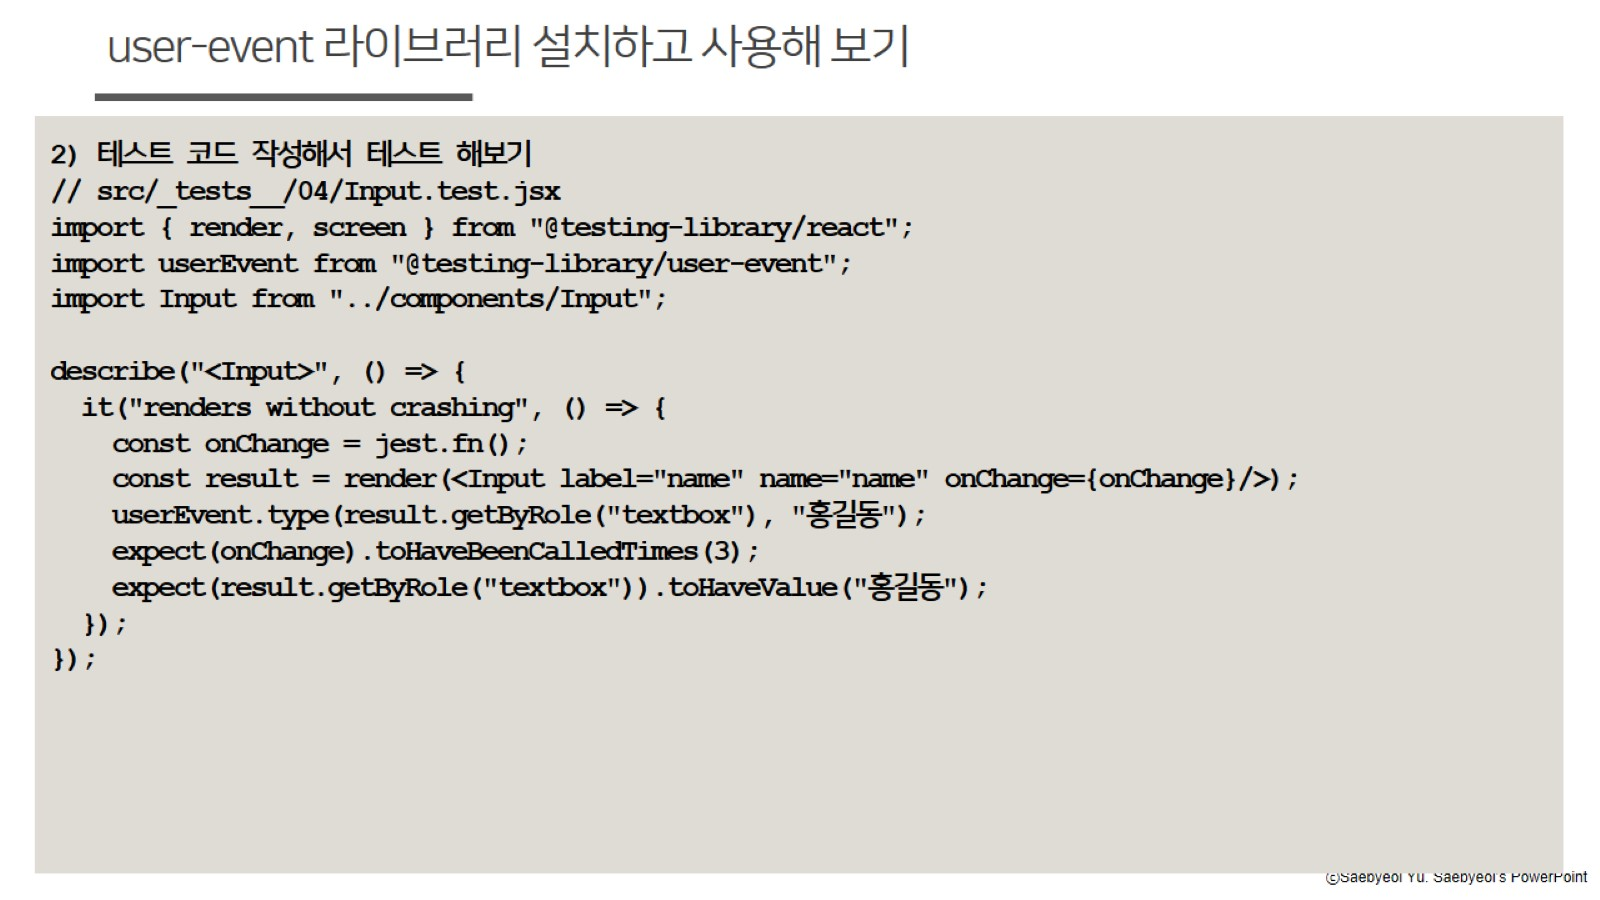 user-event 라이브러리 설치하고 사용해 보기
2) 테스트 코드 작성해서 테스트 해보기
// src/_tests__/04/Input.test.jsx
import { render, screen } from "@testing-library/react";
import userEvent from "@testing-library/user-event";
import Input from "../components/Input";
describe("<Input>", () => {
  it("renders without crashing", () => {
    const onChange = jest.fn();
    const result = render(<Input label="name" name="name" onChange={onChange}/>);
    userEvent.type(result.getByRole("textbox"), "홍길동");
    expect(onChange).toHaveBeenCalledTimes(3);
    expect(result.getByRole("textbox")).toHaveValue("홍길동");
  });
});
ⓒSaebyeol Yu. Saebyeol's PowerPoint